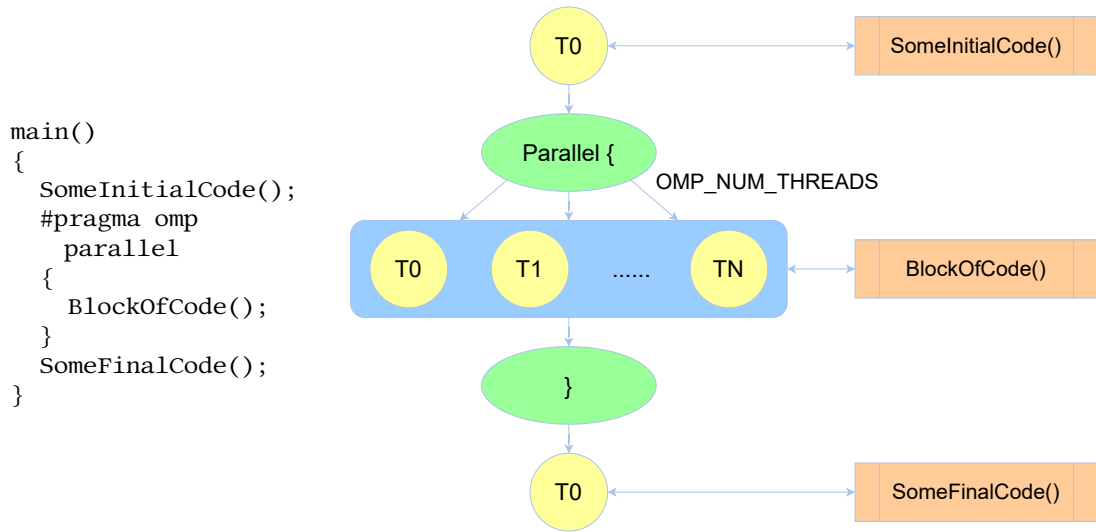 main()
{
SomeInitialCode();
#pragma omp
parallel
{
BlockOfCode();
}
SomeFinalCode();
}
T0
SomeInitialCode()
Parallel {
OMP_NUM_THREADS
T0
T1
......
TN
BlockOfCode()
}
T0
SomeFinalCode()